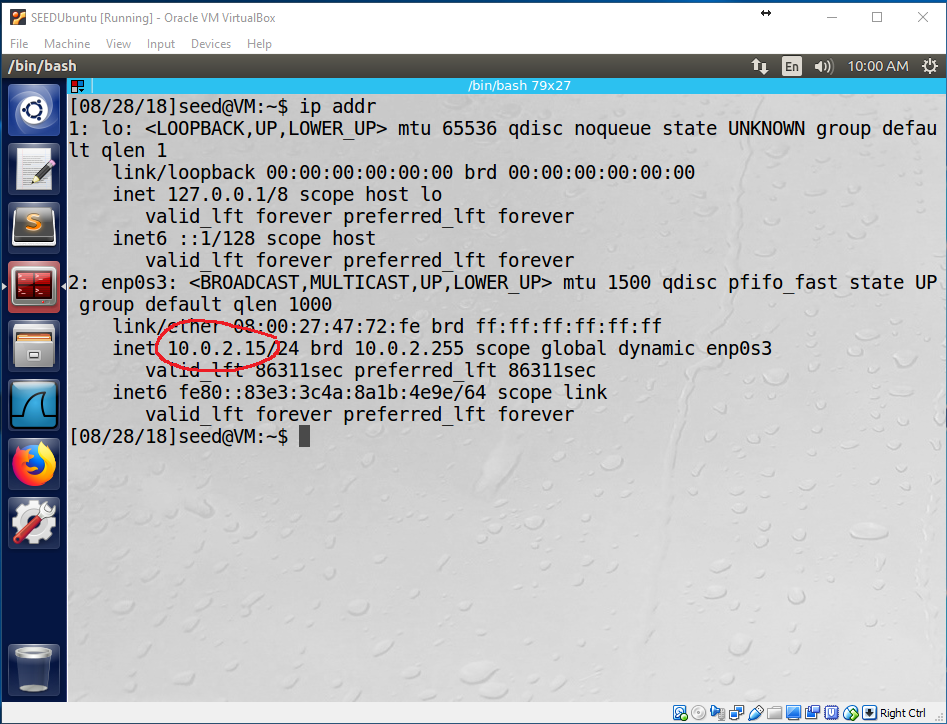 SEEDUbuntu [Running] - Oracle VM VirtualBox
File Machine View Input Devices Help
/bin/bash En 10:00 AM
/bin/bash 79x27
[08/28/18]seed@VM:~$ ip addr
1: lo: <LOOPBACK,UP,LOWER_UP> mtu 65536 qdisc noqueue state UNKNOWN group defau
lt qlen 1
    link/loopback 00:00:00:00:00:00 brd 00:00:00:00:00:00
    inet 127.0.0.1/8 scope host lo
       valid_lft forever preferred_lft forever
    inet6 ::1/128 scope host
       valid_lft forever preferred_lft forever
2: enp0s3: <BROADCAST,MULTICAST,UP,LOWER_UP> mtu 1500 qdisc pfifo_fast state UP
 group default qlen 1000
    link/ether 08:00:27:47:72:fe brd ff:ff:ff:ff:ff:ff
    inet 10.0.2.15/24 brd 10.0.2.255 scope global dynamic enp0s3
       valid_lft 86311sec preferred_lft 86311sec
    inet6 fe80::83e3:3c4a:8a1b:4e9e/64 scope link
       valid_lft forever preferred_lft forever
[08/28/18]seed@VM:~$
Right Ctrl